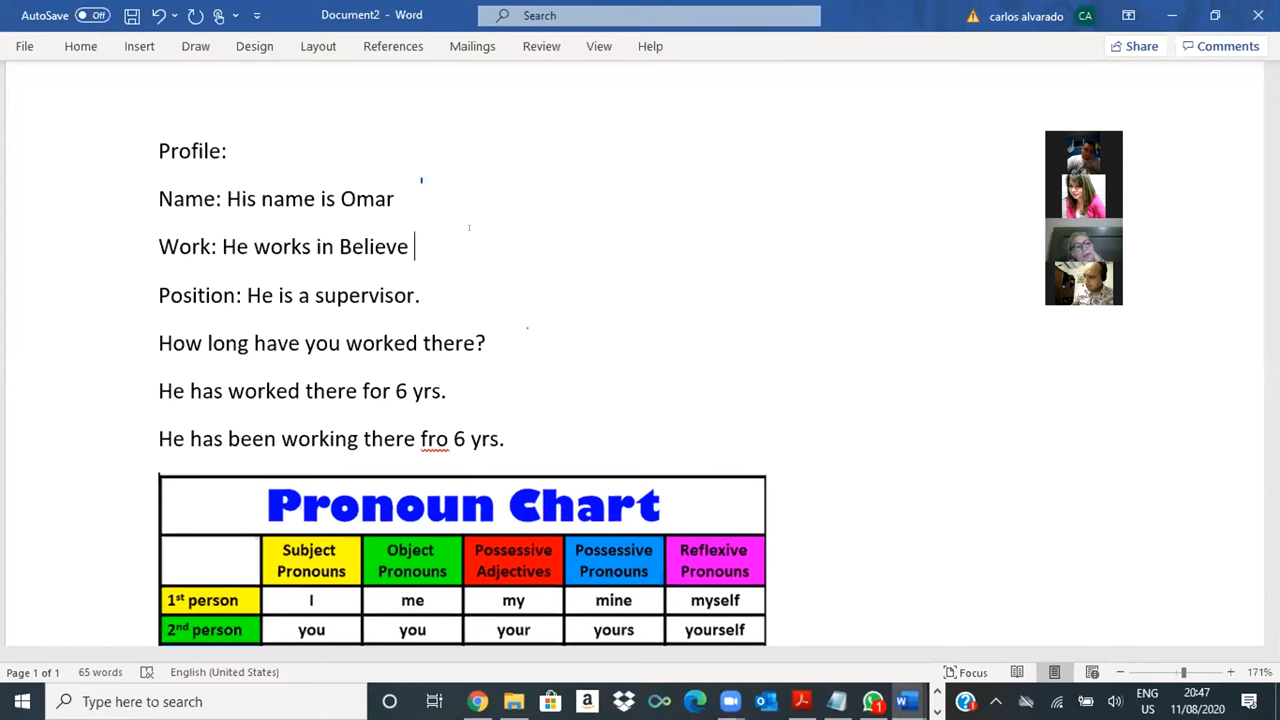 AutoSave Off Document2 - Word Search carlos alvarado CA
File Home Insert Draw Design Layout References Mailings Review View Help Share Comments
Profile:
Name: His name is Omar
Work: He works in Believe
Position: He is a supervisor.
How long have you worked there?
He has worked there for 6 yrs.
He has been working there fro 6 yrs.
Pronoun Chart
Subject Pronouns Object Pronouns Possessive Adjectives Possessive Pronouns Reflexive Pronouns
1st person I me my mine myself
2nd person you you your yours yourself
Page 1 of 1 65 words English (United States) Focus 171%
Type here to search ENG 20:47
11/08/2020